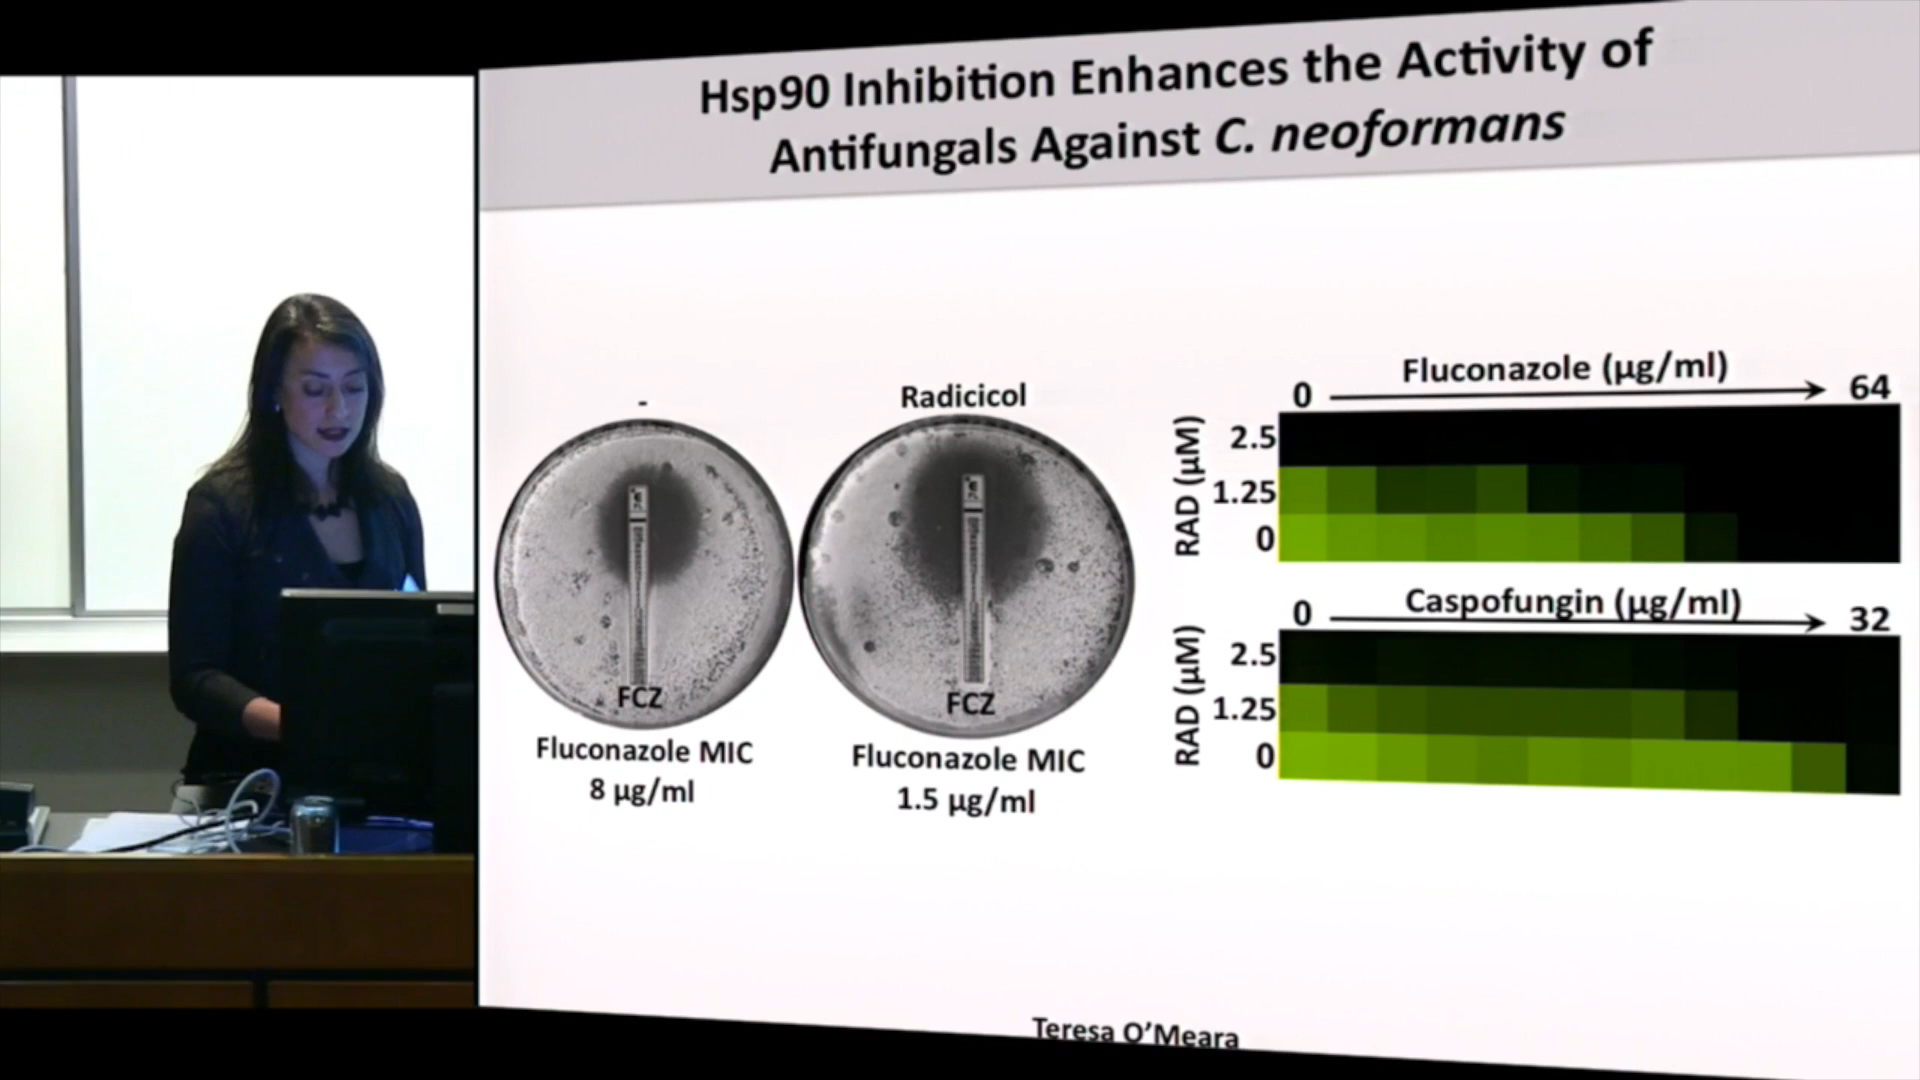 Hsp90 Inhibition Enhances the Activity of
Antifungals Against C. neoformans
-
Radicicol
FCZ
FCZ
Fluconazole MIC
8 µg/ml
Fluconazole MIC
1.5 µg/ml
Fluconazole (µg/ml)
0
64
RAD (µM)
2.5
1.25
0
Caspofungin (µg/ml)
0
32
RAD (µM)
2.5
1.25
0
Teresa O’Meara